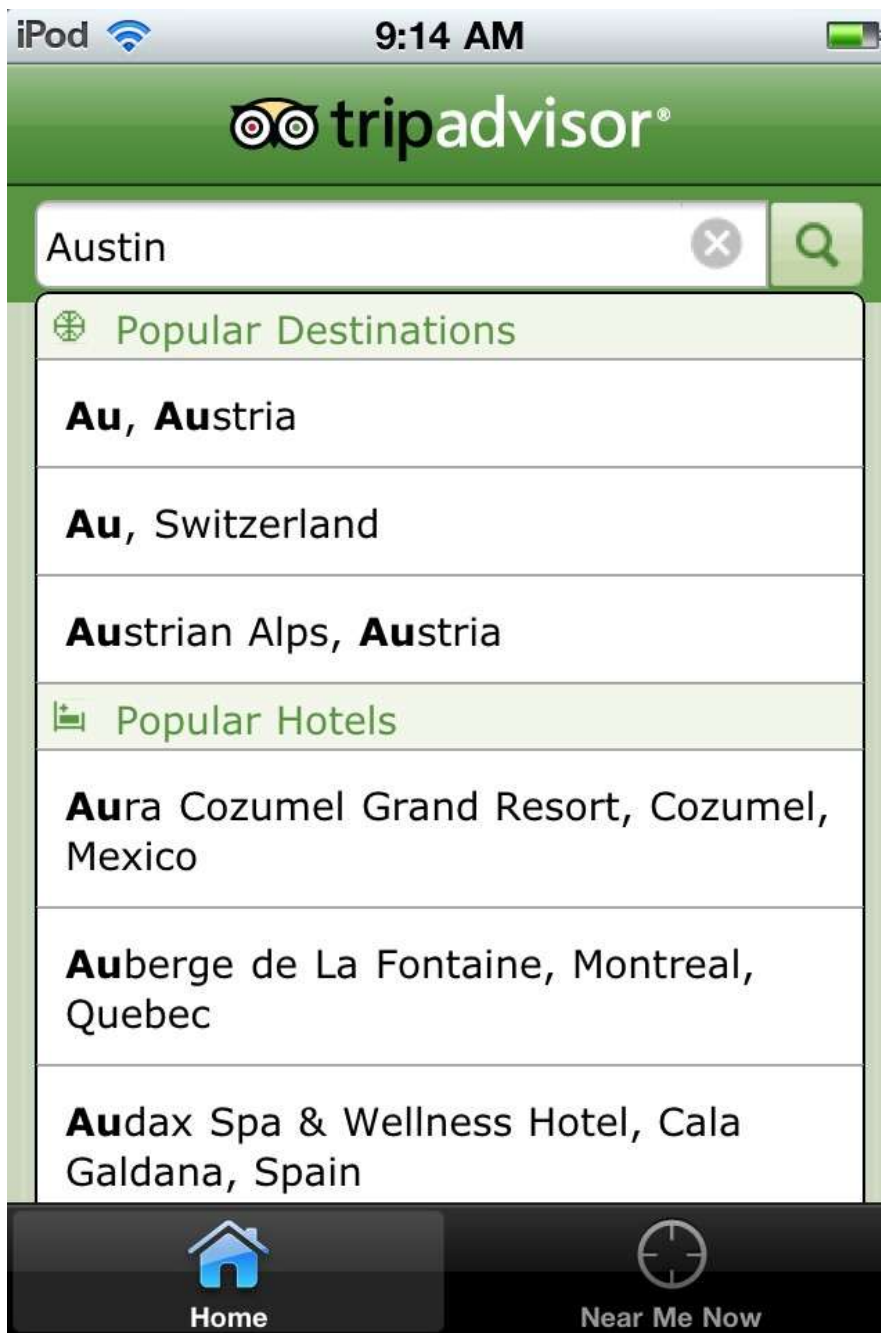 iPod 9:14 AM
tripadvisor®
Austin
Popular Destinations
Au, Austria
Au, Switzerland
Austrian Alps, Austria
Popular Hotels
Aura Cozumel Grand Resort, Cozumel,
Mexico
Auberge de La Fontaine, Montreal,
Quebec
Audax Spa & Wellness Hotel, Cala
Galdana, Spain
Home Near Me Now